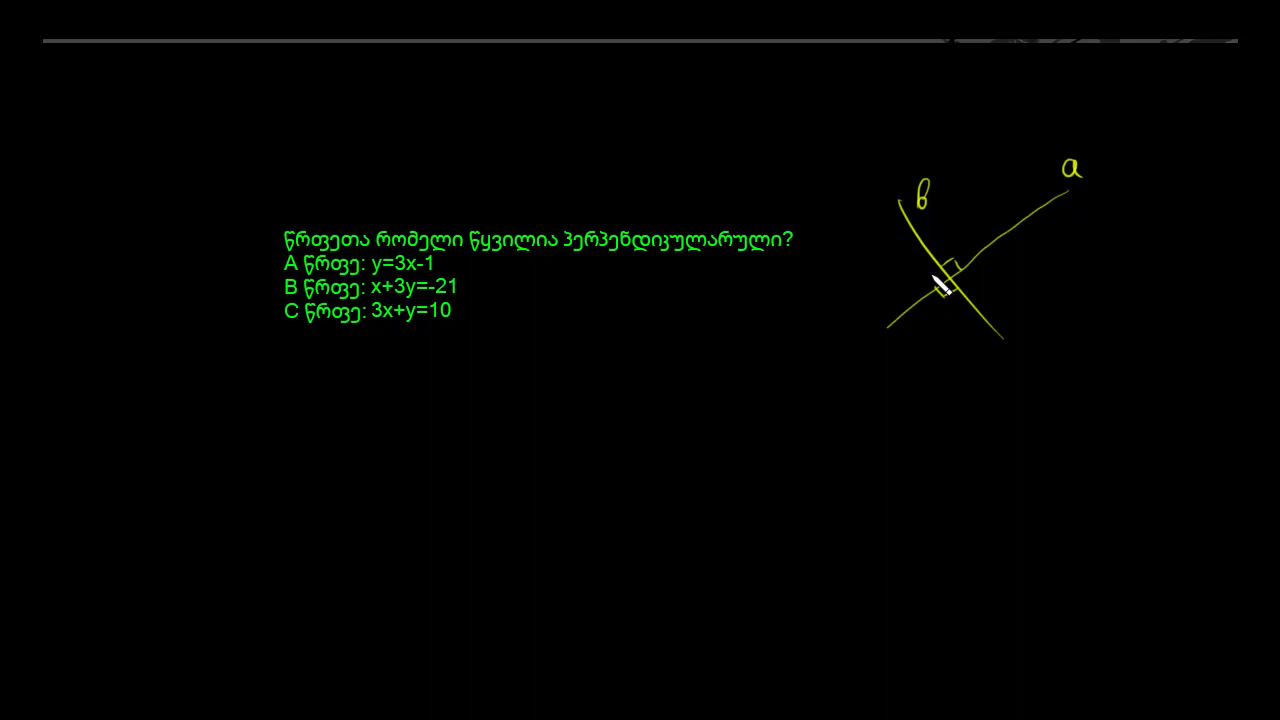 წრფეთა რომელი წყვილია პერპენდიკულარული?
A წრფე: y=3x-1
B წრფე: x+3y=-21
C წრფე: 3x+y=10
в
a